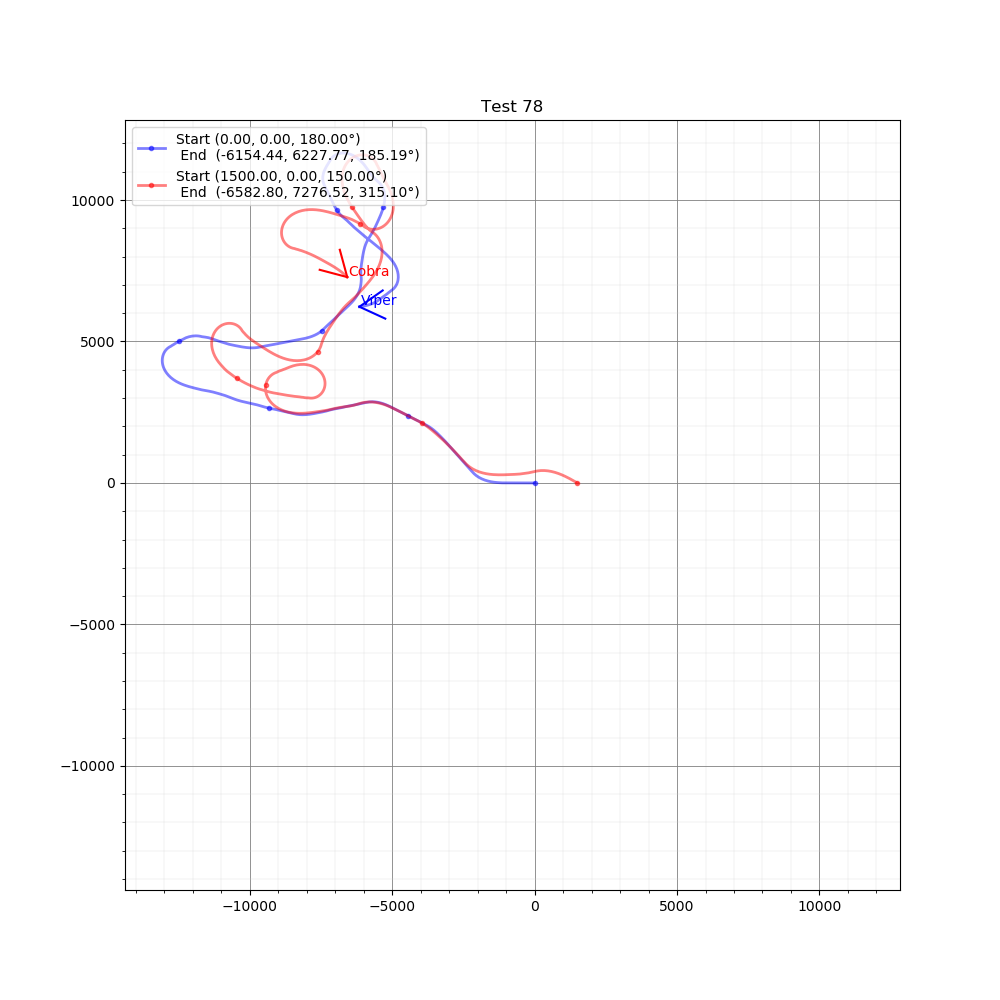 Test 78
Start (0.00, 0.00, 180.00°)
End (-6154.44, 6227.77, 185.19°)
Start (1500.00, 0.00, 150.00°)
End (-6582.80, 7276.52, 315.10°)
Cobra
Viper
10000
5000
0
−5000
−10000
−10000 −5000 0 5000 10000